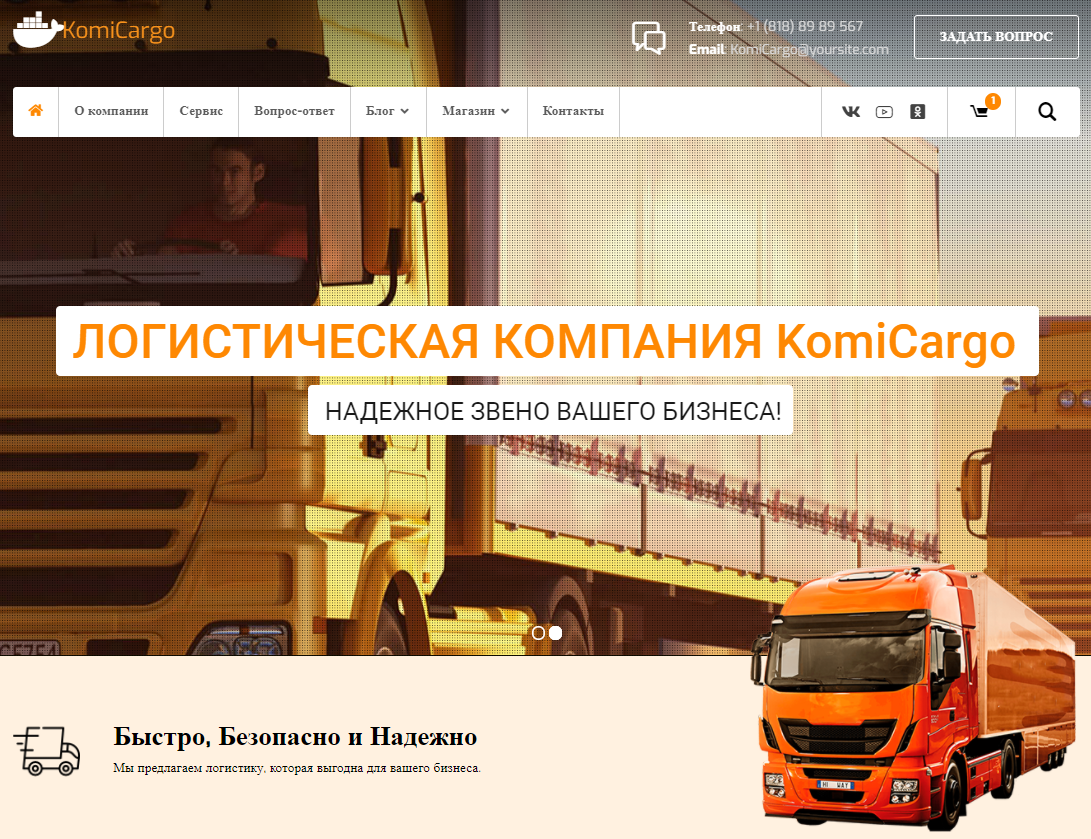 KomiCargo
Телефон: +1 (818) 89 89 567
Email: KomiCargo@yoursite.com
ЗАДАТЬ ВОПРОС
О компании
Сервис
Вопрос-ответ
Блог
Магазин
Контакты
1
ЛОГИСТИЧЕСКАЯ КОМПАНИЯ KomiCargo
НАДЕЖНОЕ ЗВЕНО ВАШЕГО БИЗНЕСА!
Быстро, Безопасно и Надежно
Мы предлагаем логистику, которая выгодна для вашего бизнеса.
HI WAY